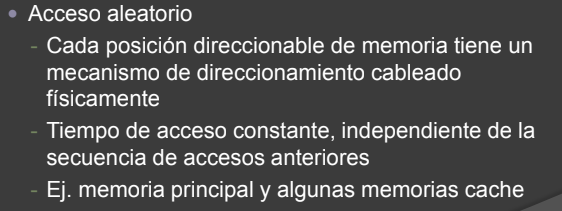 • Acceso aleatorio
- Cada posición direccionable de memoria tiene un
mecanismo de direccionamiento cableado
físicamente
- Tiempo de acceso constante, independiente de la
secuencia de accesos anteriores
- Ej. memoria principal y algunas memorias cache